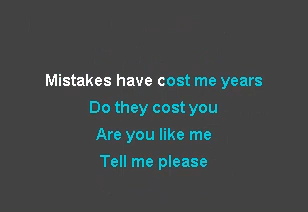 Mistakes have cost me years
Do they cost you
Are you like me
Tell me please